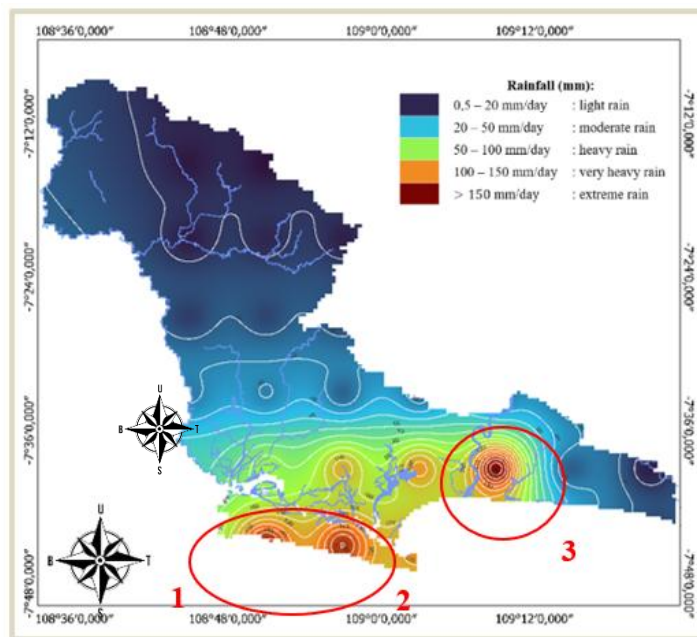 108°36'0,000" 108°48'0,000" 109°0'0,000" 109°12'0,000"
Rainfall (mm):
0,5 – 20 mm/day : light rain
20 – 50 mm/day : moderate rain
50 – 100 mm/day : heavy rain
100 – 150 mm/day : very heavy rain
> 150 mm/day : extreme rain
-7°12'0,000" -7°12'0,000"
-7°24'0,000" -7°24'0,000"
-7°36'0,000" -7°36'0,000"
U
B T
S
3
U
B T
S
1 2
-7°48'0,000" -7°48'0,000"
108°36'0,000" 108°48'0,000" 109°0'0,000" 109°12'0,000"